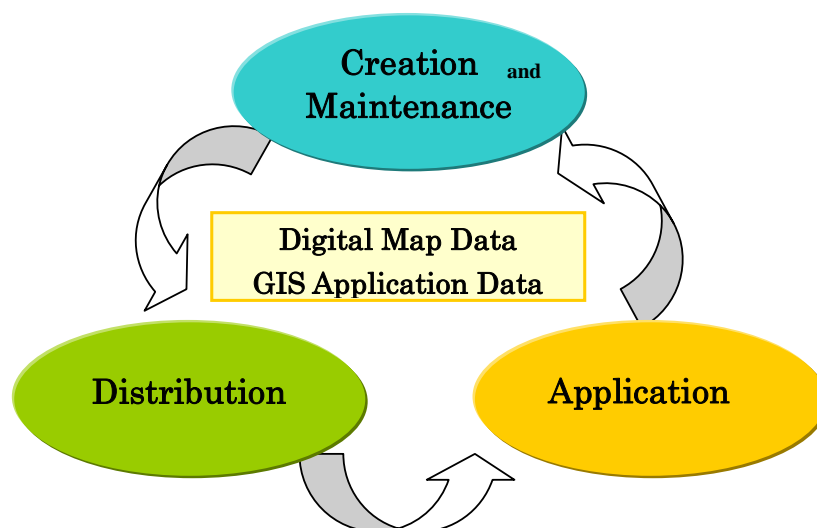 Creation and
Maintenance
Digital Map Data
GIS Application Data
Distribution
Application